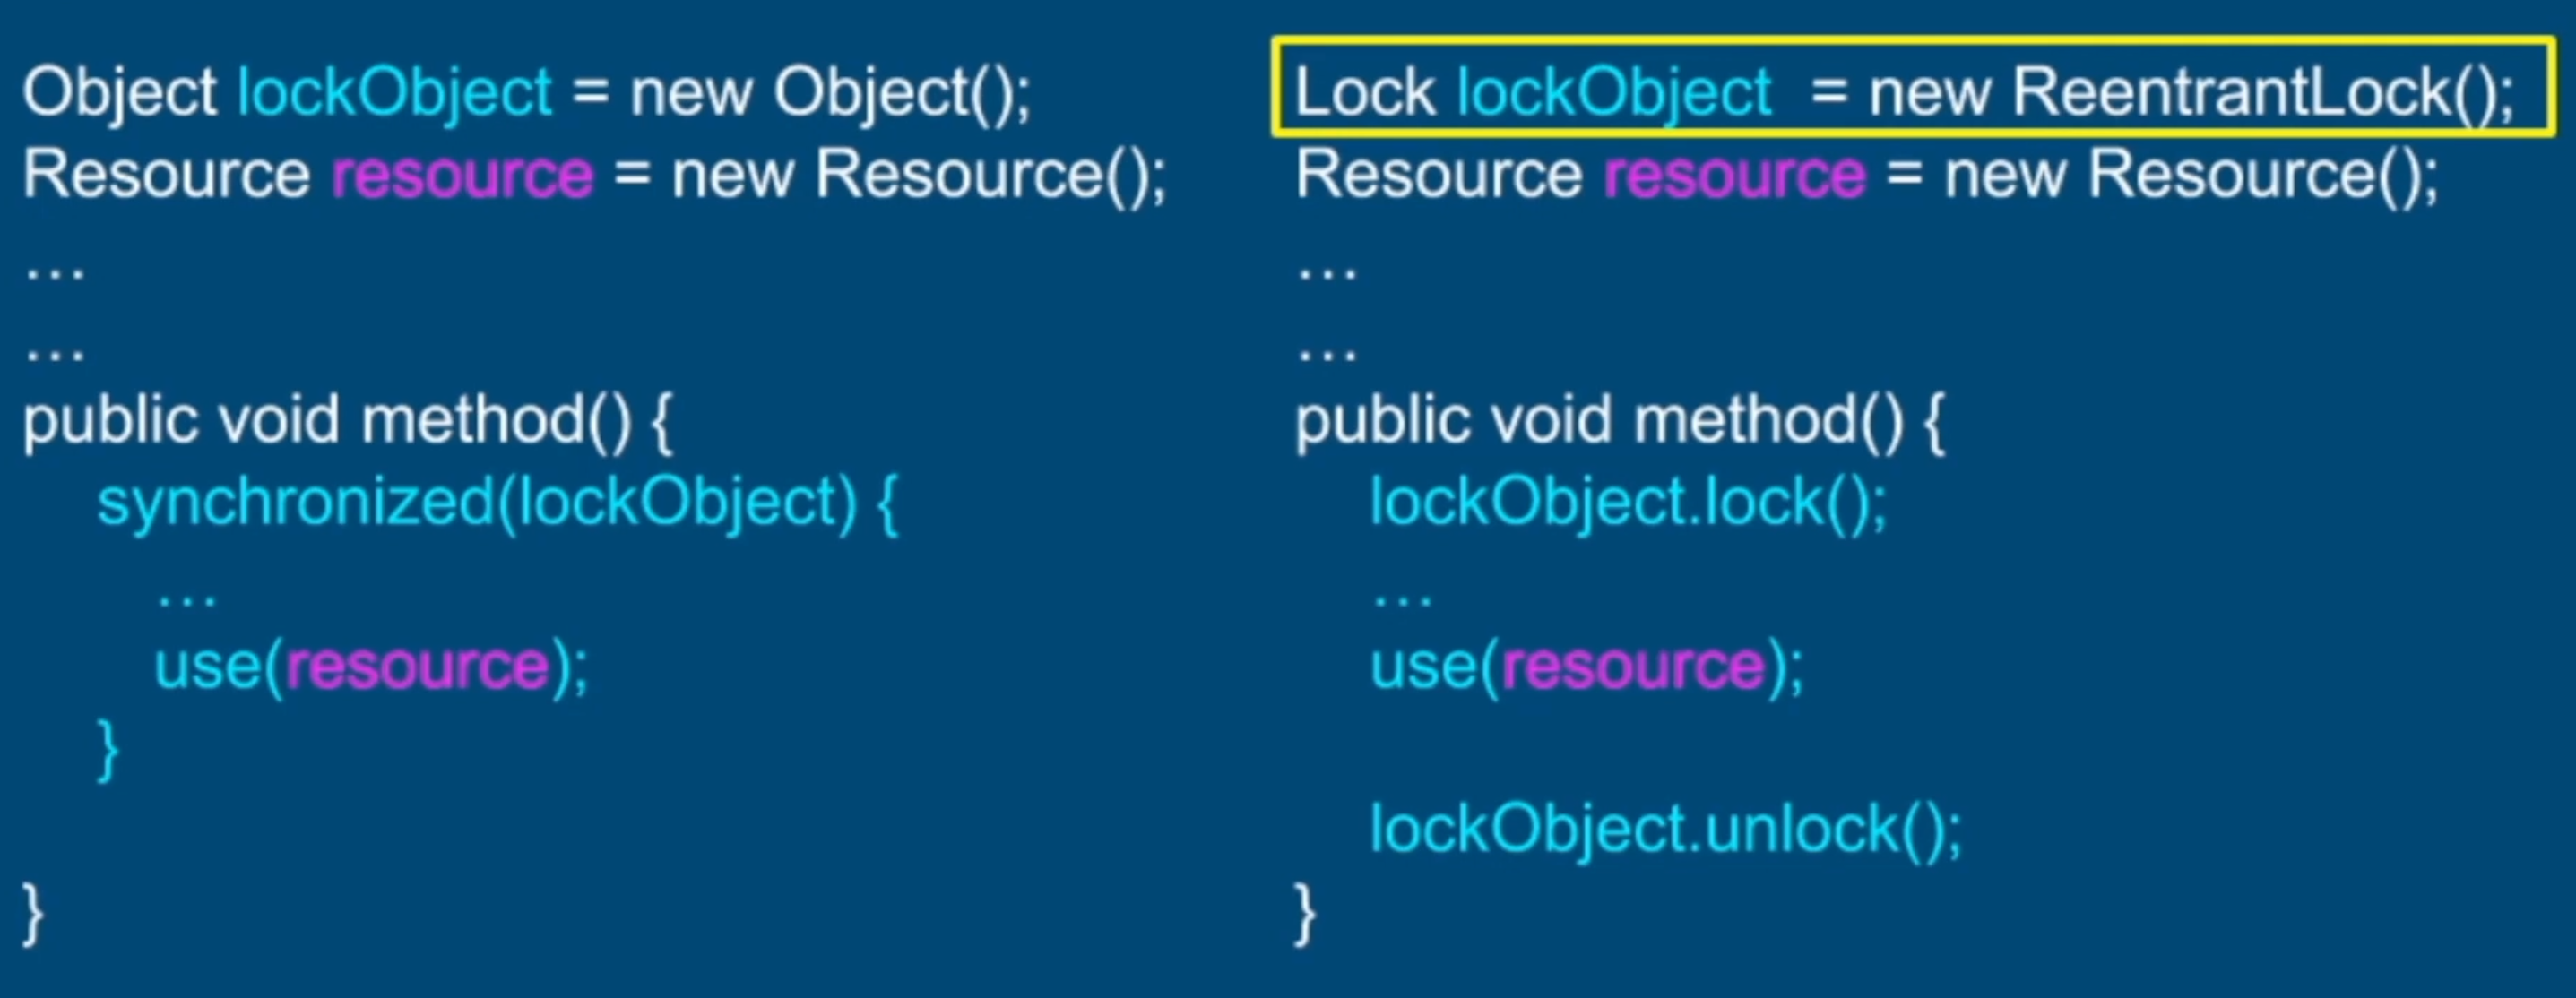 Object lockObject = new Object();
Resource resource = new Resource();
...
...
public void method() {
synchronized(lockObject) {
...
use(resource);
}
}
Lock lockObject = new ReentrantLock();
Resource resource = new Resource();
...
...
public void method() {
lockObject.lock();
...
use(resource);
lockObject.unlock();
}